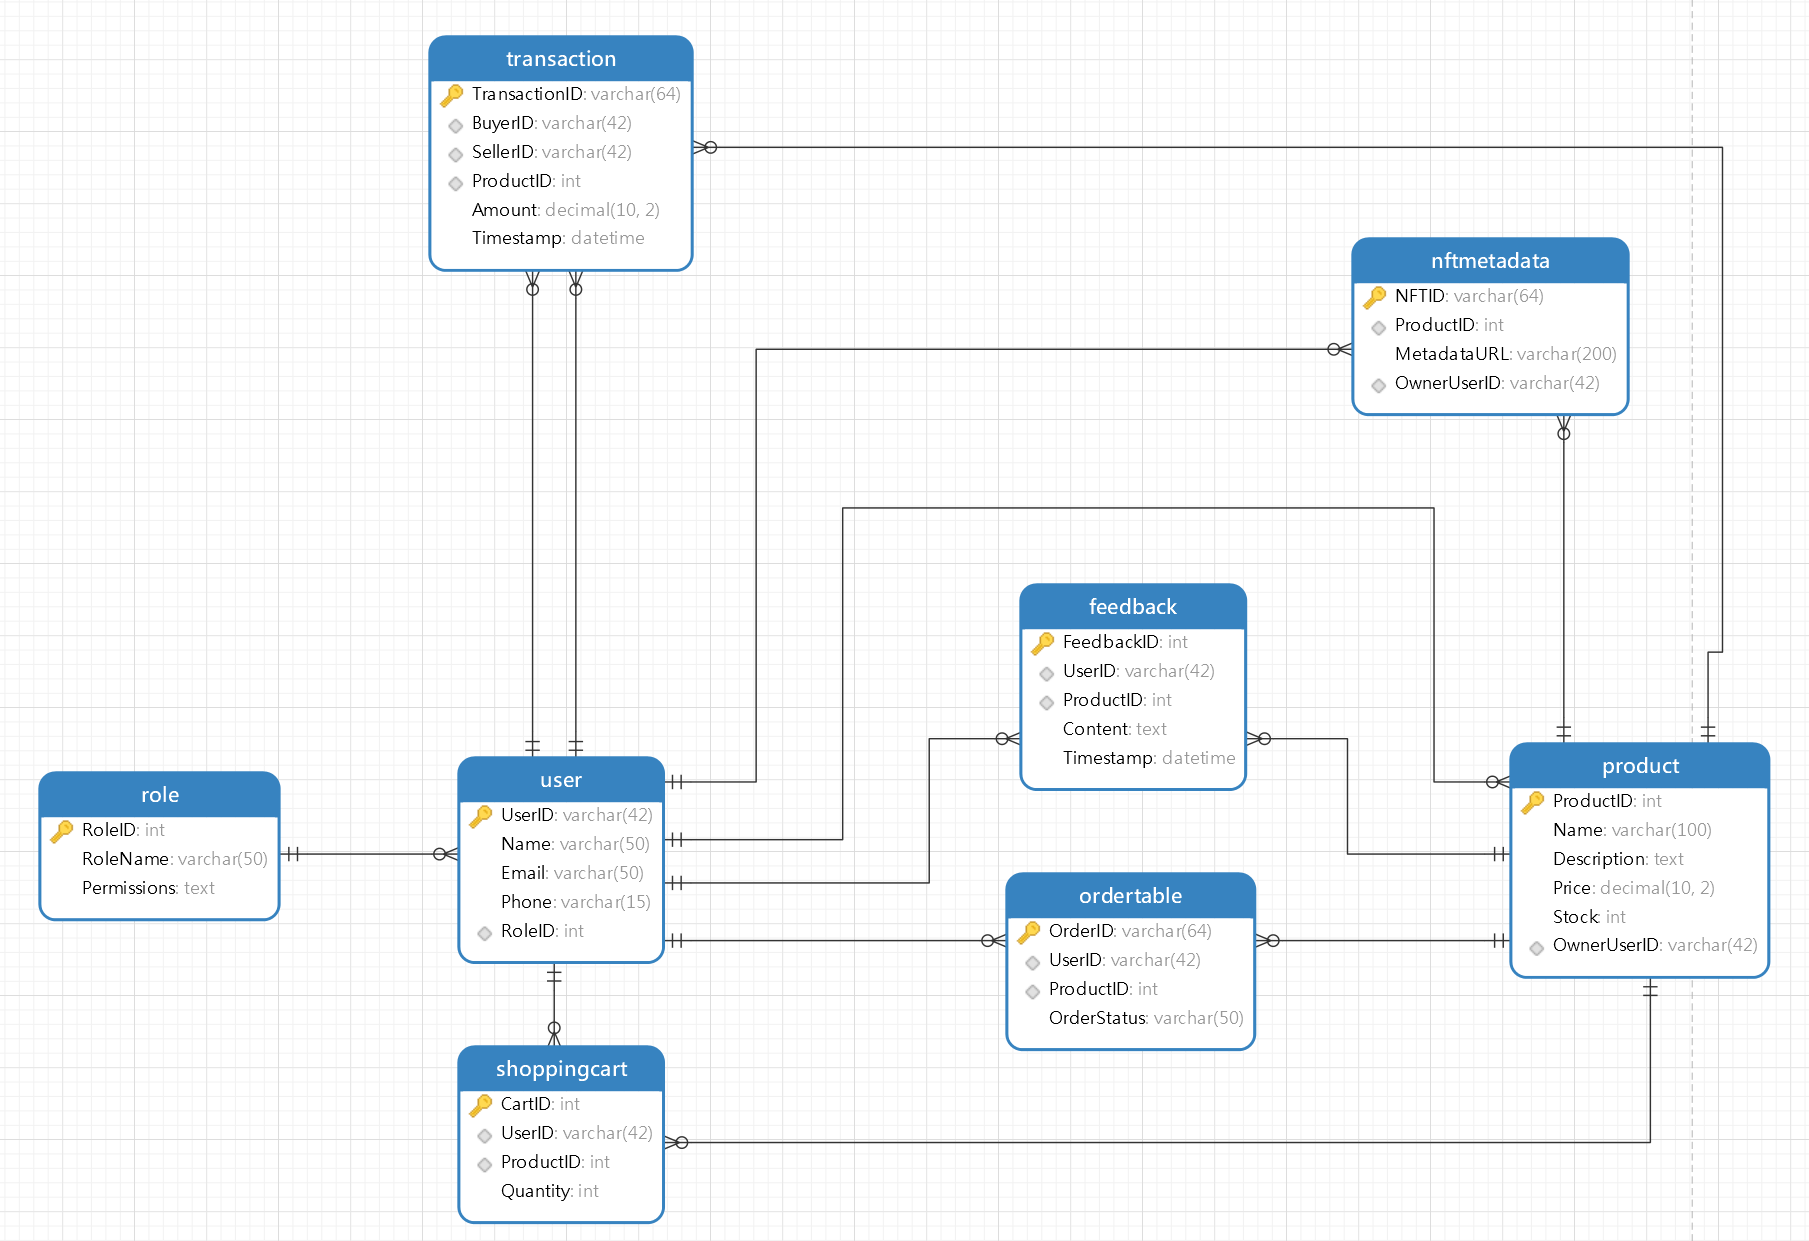 transaction
TransactionID: varchar(64)
BuyerID: varchar(42)
SellerID: varchar(42)
ProductID: int
Amount: decimal(10, 2)
Timestamp: datetime
nftmetadata
NFTID: varchar(64)
ProductID: int
MetadataURL: varchar(200)
OwnerUserID: varchar(42)
feedback
FeedbackID: int
UserID: varchar(42)
ProductID: int
Content: text
Timestamp: datetime
role
RoleID: int
RoleName: varchar(50)
Permissions: text
user
UserID: varchar(42)
Name: varchar(50)
Email: varchar(50)
Phone: varchar(15)
RoleID: int
product
ProductID: int
Name: varchar(100)
Description: text
Price: decimal(10, 2)
Stock: int
OwnerUserID: varchar(42)
ordertable
OrderID: varchar(64)
UserID: varchar(42)
ProductID: int
OrderStatus: varchar(50)
shoppingcart
CartID: int
UserID: varchar(42)
ProductID: int
Quantity: int